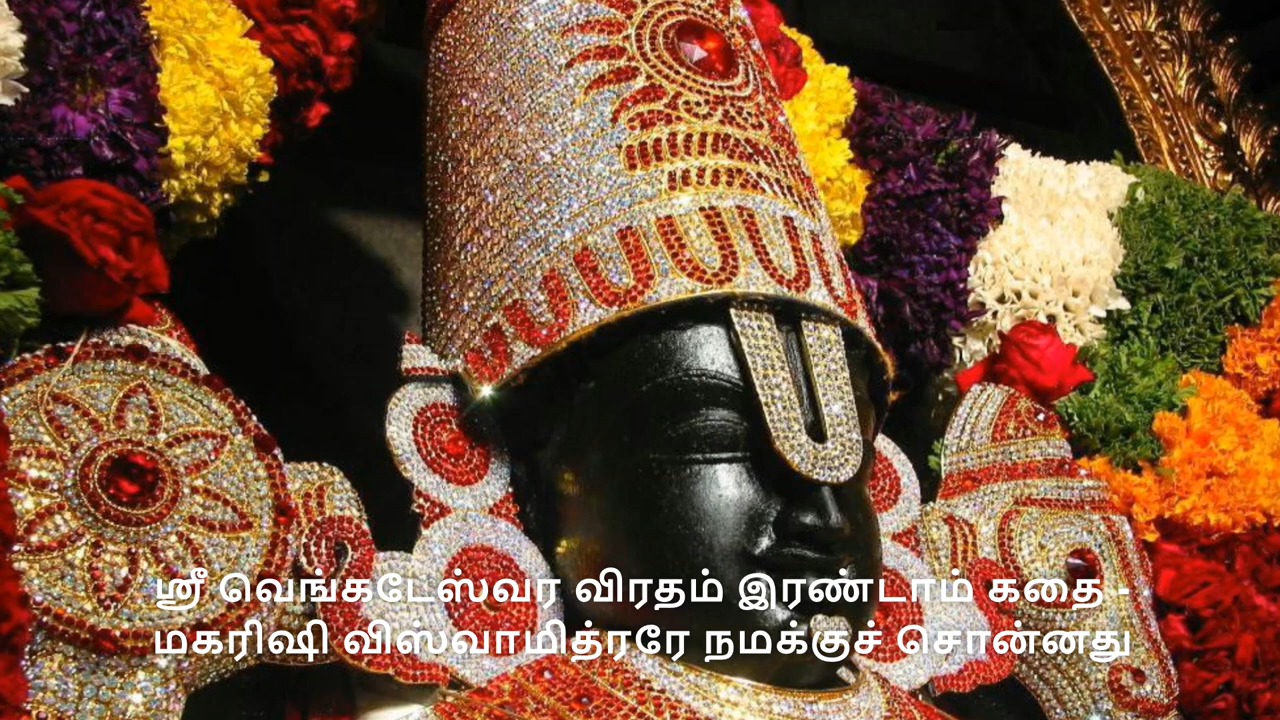 ஸ்ரீ வெங்கடேஸ்வர விரதம் இரண்டாம் கதை -
மகரிஷி விஸ்வாமித்ரரே நமக்குச் சொன்னது